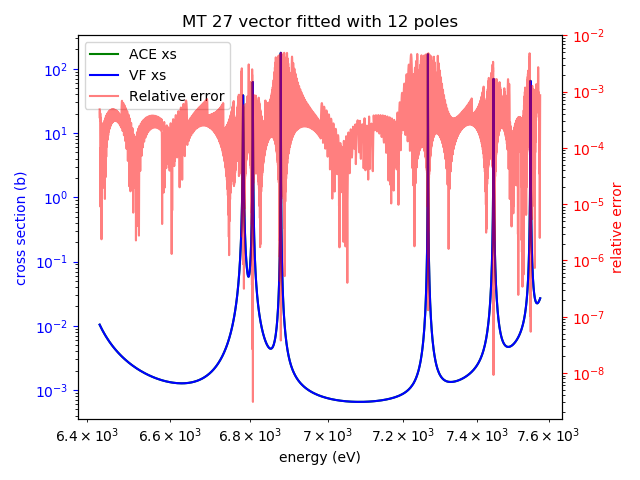 MT 27 vector fitted with 12 poles
ACE xs
VF xs
Relative error
cross section (b)
10²
10¹
10⁰
10⁻¹
10⁻²
10⁻³
10⁻²
10⁻³
10⁻⁴
10⁻⁵
10⁻⁶
10⁻⁷
10⁻⁸
relative error
6.4 × 10³ 6.6 × 10³ 6.8 × 10³ 7 × 10³ 7.2 × 10³ 7.4 × 10³ 7.6 × 10³
energy (eV)